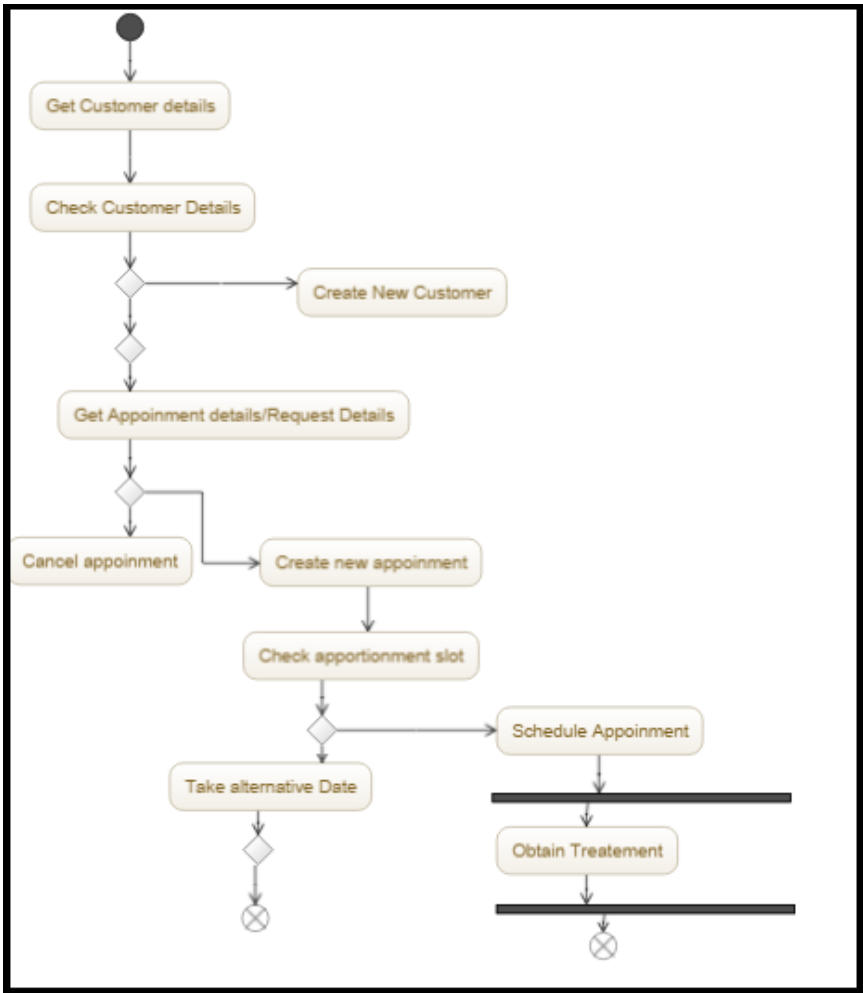 Get Customer details
Check Customer Details
Create New Customer
Get Appoinment details/Request Details
Cancel appoinment
Create new appoinment
Check apportionment slot
Schedule Appoinment
Take alternative Date
Obtain Treatement